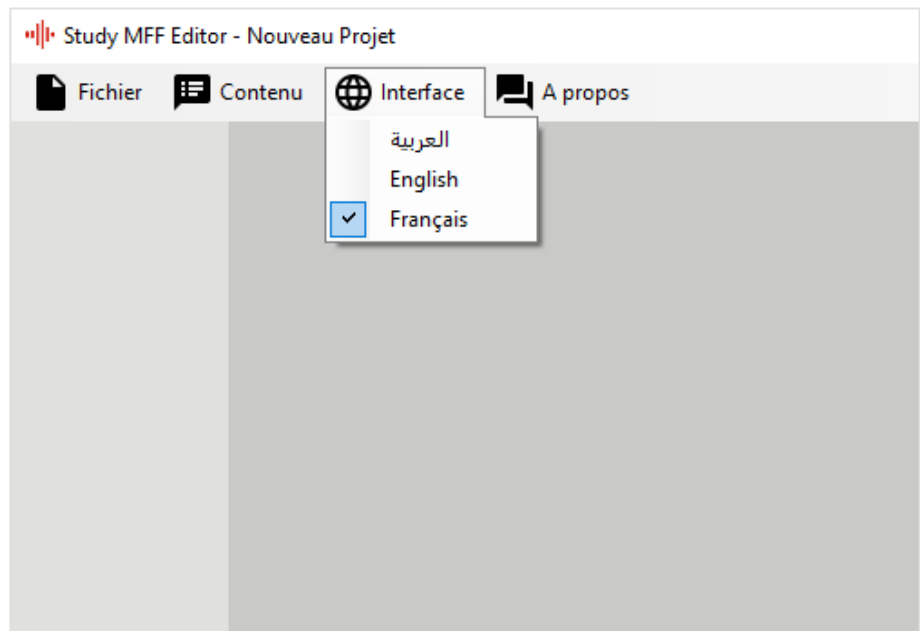 Study MFF Editor - Nouveau Projet
Fichier Contenu Interface A propos
العربية
English
Français